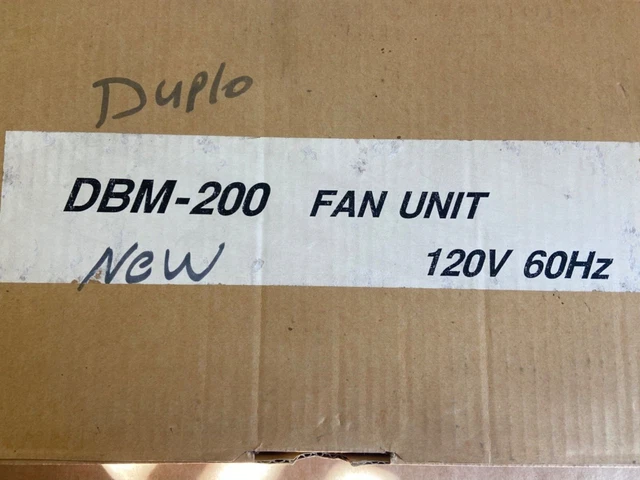 Duplo
DBM-200 FAN UNIT
New 120V 60Hz